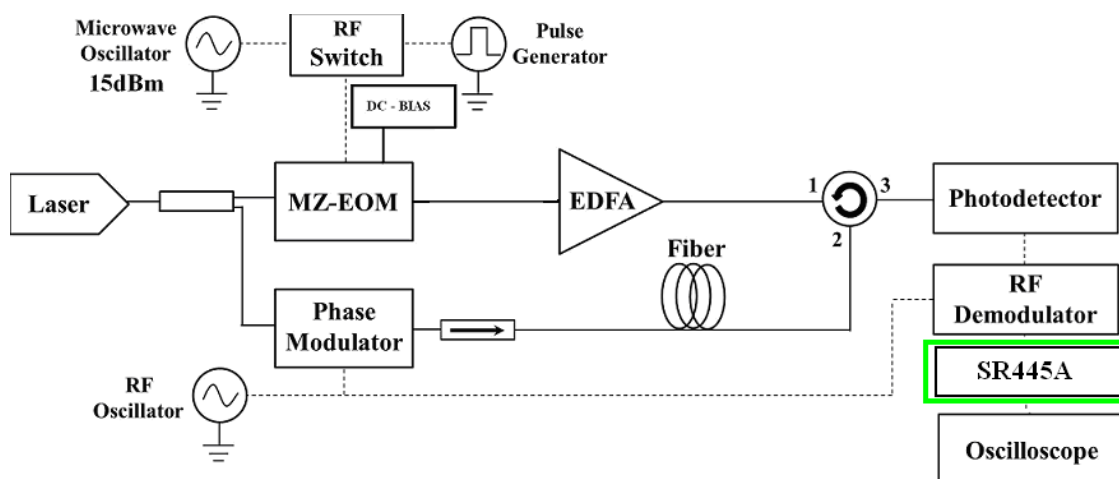 Microwave
Oscillator
15dBm
RF
Switch
Pulse
Generator
DC - BIAS
Laser
MZ-EOM
EDFA
1
3
2
Photodetector
Fiber
Phase
Modulator
RF
Demodulator
RF
Oscillator
SR445A
Oscilloscope